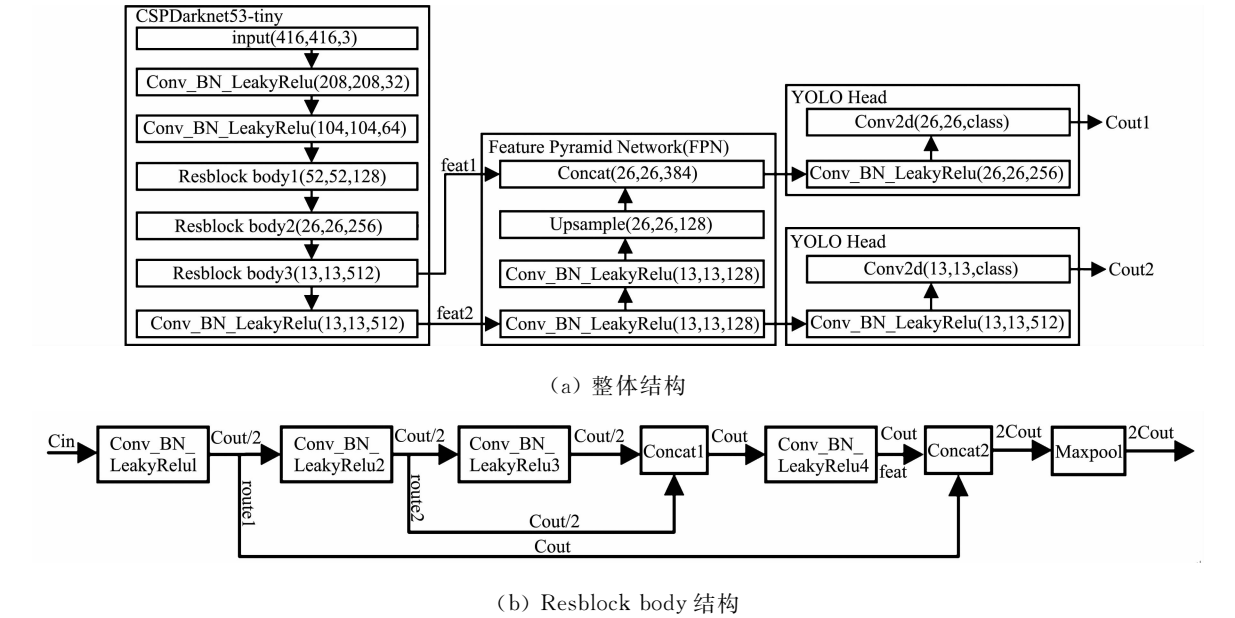 CSPDarknet53-tiny
input(416,416,3)
Conv_BN_LeakyRelu(208,208,32)
Conv_BN_LeakyRelu(104,104,64)
Resblock body1(52,52,128)
Resblock body2(26,26,256)
Resblock body3(13,13,512)
Conv_BN_LeakyRelu(13,13,512)
feat1
feat2
Feature Pyramid Network(FPN)
Concat(26,26,384)
Upsample(26,26,128)
Conv_BN_LeakyRelu(13,13,128)
Conv_BN_LeakyRelu(13,13,128)
YOLO Head
Conv2d(26,26,class)
Conv_BN_LeakyRelu(26,26,256)
Cout1
YOLO Head
Conv2d(13,13,class)
Conv_BN_LeakyRelu(13,13,512)
Cout2
(a) 整体结构
Cin
Conv_BN_
LeakyRelul
Cout/2
route1
Conv_BN_
LeakyRelu2
Cout/2
route2
Conv_BN_
LeakyRelu3
Cout/2
Concat1
Cout
Conv_BN_
LeakyRelu4
Cout
feat
Concat2
2Cout
Maxpool
2Cout
Cout/2
Cout
(b) Resblock body 结构